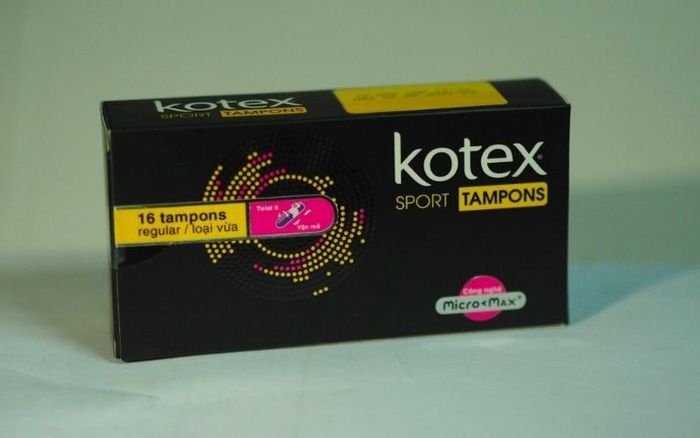 kotex
SPORT TAMPONS
kotex®
SPORT TAMPONS
16 tampons
regular / loại vừa
Twist it
Vặn mở
Công nghệ
Micro MAX